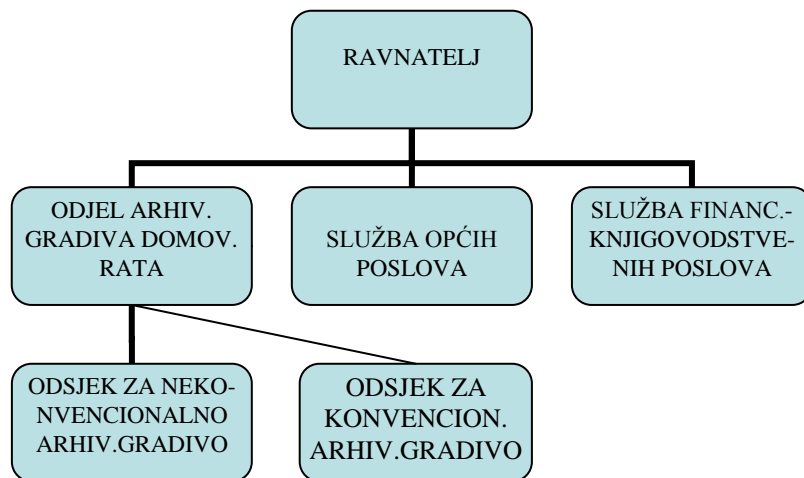 RAVNATELJ
ODJEL ARHIV.
GRADIVA DOMOV.
RATA
SLUŽBA OPĆIH
POSLOVA
SLUŽBA FINANC.-
KNJIGOVODSTVE-
NIH POSLOVA
ODSJEK ZA NEKO-
NVENCIONALNO
ARHIV.GRADIVO
ODSJEK ZA
KONVENCION.
ARHIV.GRADIVO